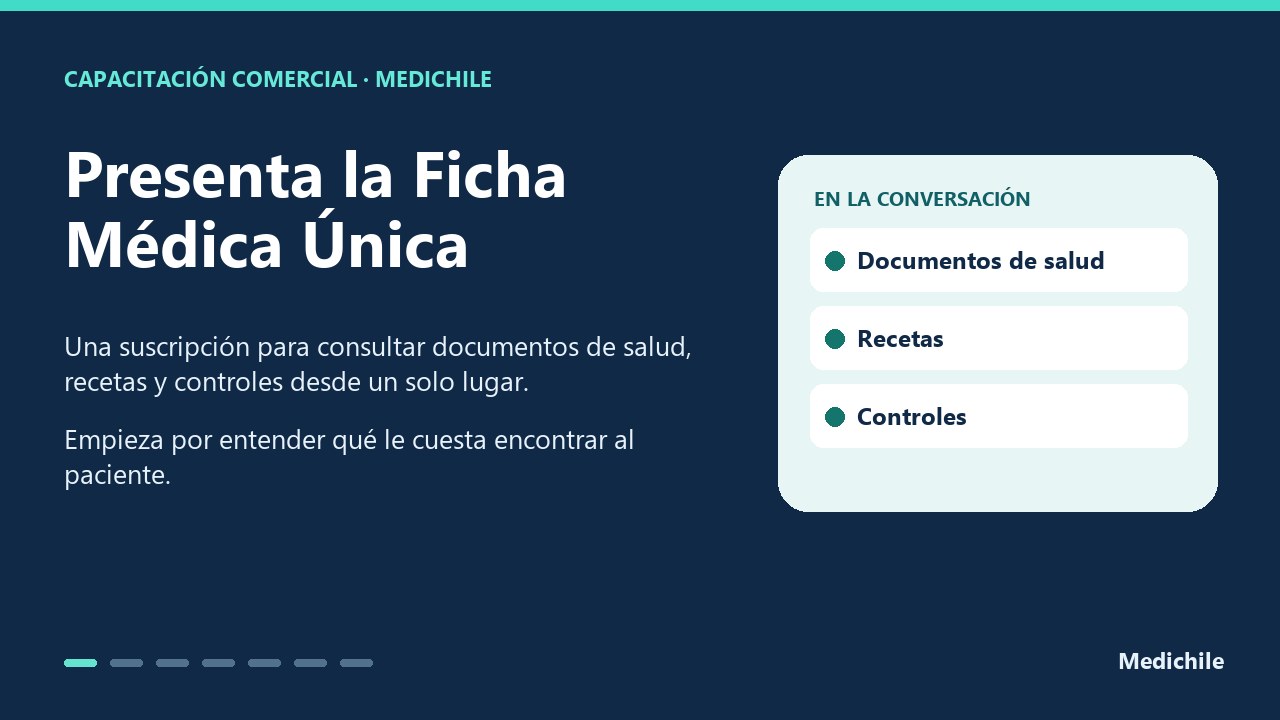 CAPACITACIÓN COMERCIAL · MEDICHILE
Presenta la Ficha
Médica Única
Una suscripción para consultar documentos de salud,
recetas y controles desde un solo lugar.
Empieza por entender qué le cuesta encontrar al
paciente.
EN LA CONVERSACIÓN
Documentos de salud
Recetas
Controles
Medichile